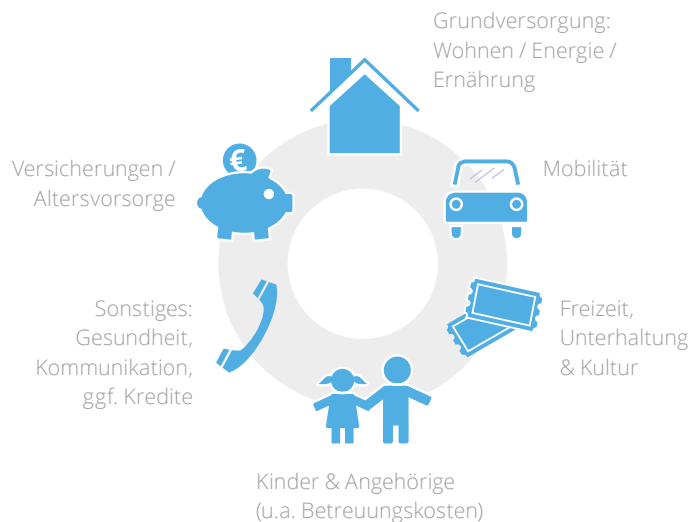 Grundversorgung:
Wohnen / Energie /
Ernährung
Mobilität
Freizeit,
Unterhaltung
& Kultur
Kinder & Angehörige
(u.a. Betreuungskosten)
Sonstiges:
Gesundheit,
Kommunikation,
ggf. Kredite
Versicherungen /
Altersvorsorge
€